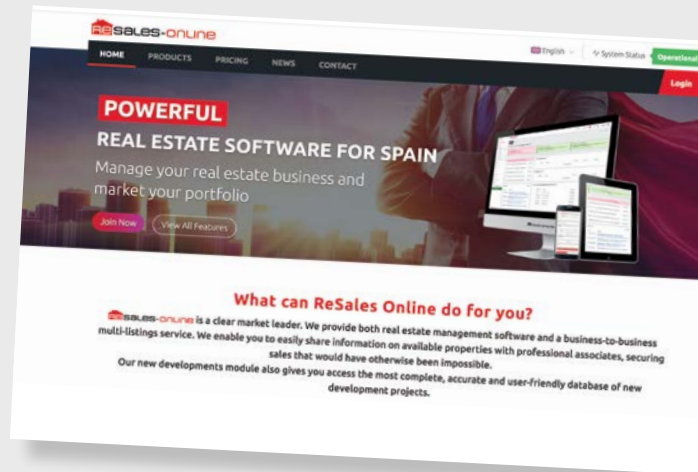 ReSales-Online
English
System Status
Operational
HOME
PRODUCTS
PRICING
NEWS
CONTACT
Login
POWERFUL
REAL ESTATE SOFTWARE FOR SPAIN
Manage your real estate business and
market your portfolio
Join Now
View All Features
What can ReSales Online do for you?
ReSales-Online is a clear market leader. We provide both real estate management software and a business-to-business
multi-listings service. We enable you to easily share information on available properties with professional associates, securing
sales that would have otherwise been impossible.
Our new developments module also gives you access the most complete, accurate and user-friendly database of new
development projects.